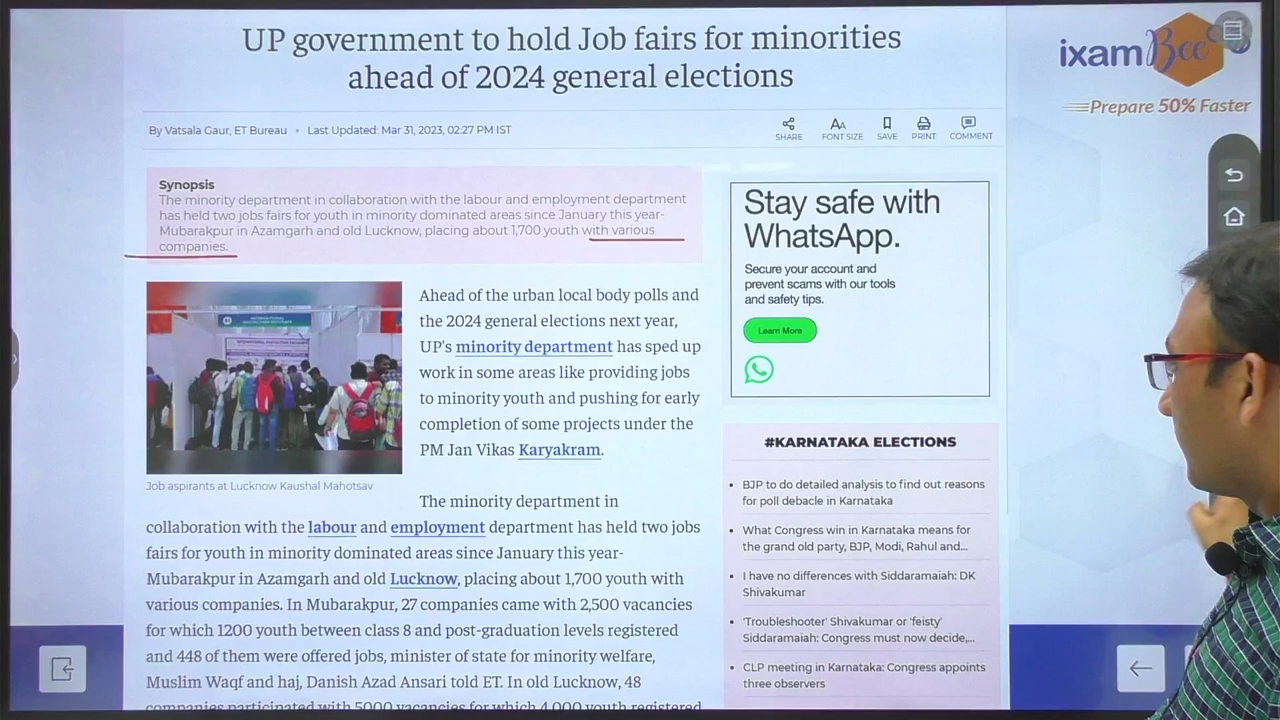 UP government to hold Job fairs for minorities
ahead of 2024 general elections
ixamBee
Prepare 50% Faster
By Vatsala Gaur, ET Bureau • Last Updated: Mar 31, 2023, 02:27 PM IST
SHARE
FONT SIZE
SAVE
PRINT
COMMENT
Synopsis
The minority department in collaboration with the labour and employment department
has held two jobs fairs for youth in minority dominated areas since January this year-
Mubarakpur in Azamgarh and old Lucknow, placing about 1,700 youth with various
companies.
Job aspirants at Lucknow Kaushal Mahotsav
Ahead of the urban local body polls and
the 2024 general elections next year,
UP's minority department has sped up
work in some areas like providing jobs
to minority youth and pushing for early
completion of some projects under the
PM Jan Vikas Karyakram.
The minority department in
collaboration with the labour and employment department has held two jobs
fairs for youth in minority dominated areas since January this year-
Mubarakpur in Azamgarh and old Lucknow, placing about 1,700 youth with
various companies. In Mubarakpur, 27 companies came with 2,500 vacancies
for which 1200 youth between class 8 and post-graduation levels registered
and 448 of them were offered jobs, minister of state for minority welfare,
Muslim Waqf and haj, Danish Azad Ansari told ET. In old Lucknow, 48
companies participated with 5000 vacancies for which 4,000 youth registered
Stay safe with
WhatsApp.
Secure your account and
prevent scams with our tools
and safety tips.
Learn More
#KARNATAKA ELECTIONS
• BJP to do detailed analysis to find out reasons
for poll debacle in Karnataka
• What Congress win in Karnataka means for
the grand old party, BJP, Modi, Rahul and...
• I have no differences with Siddaramaiah: DK
Shivakumar
• 'Troubleshooter' Shivakumar or 'feisty'
Siddaramaiah: Congress must now decide,...
• CLP meeting in Karnataka: Congress appoints
three observers